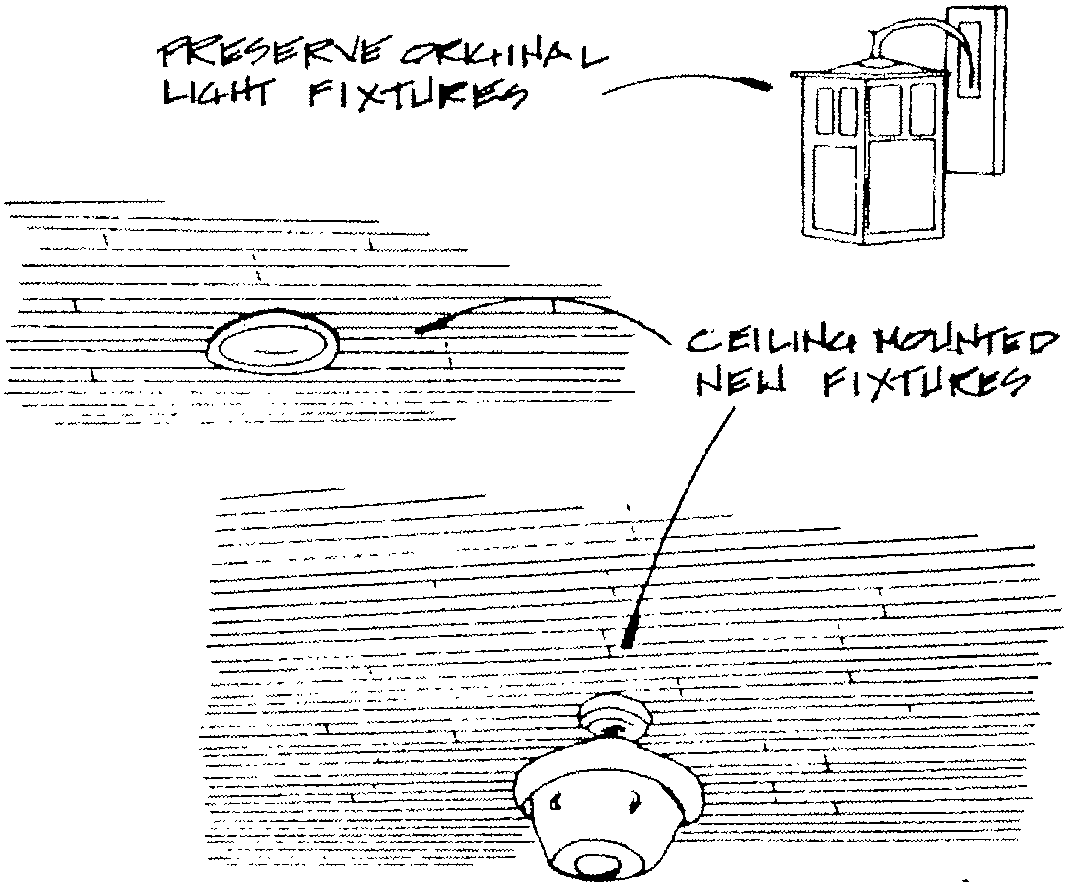 PRESERVE ORIGINAL
LIGHT FIXTURES
CEILING MOUNTED
NEW FIXTURES